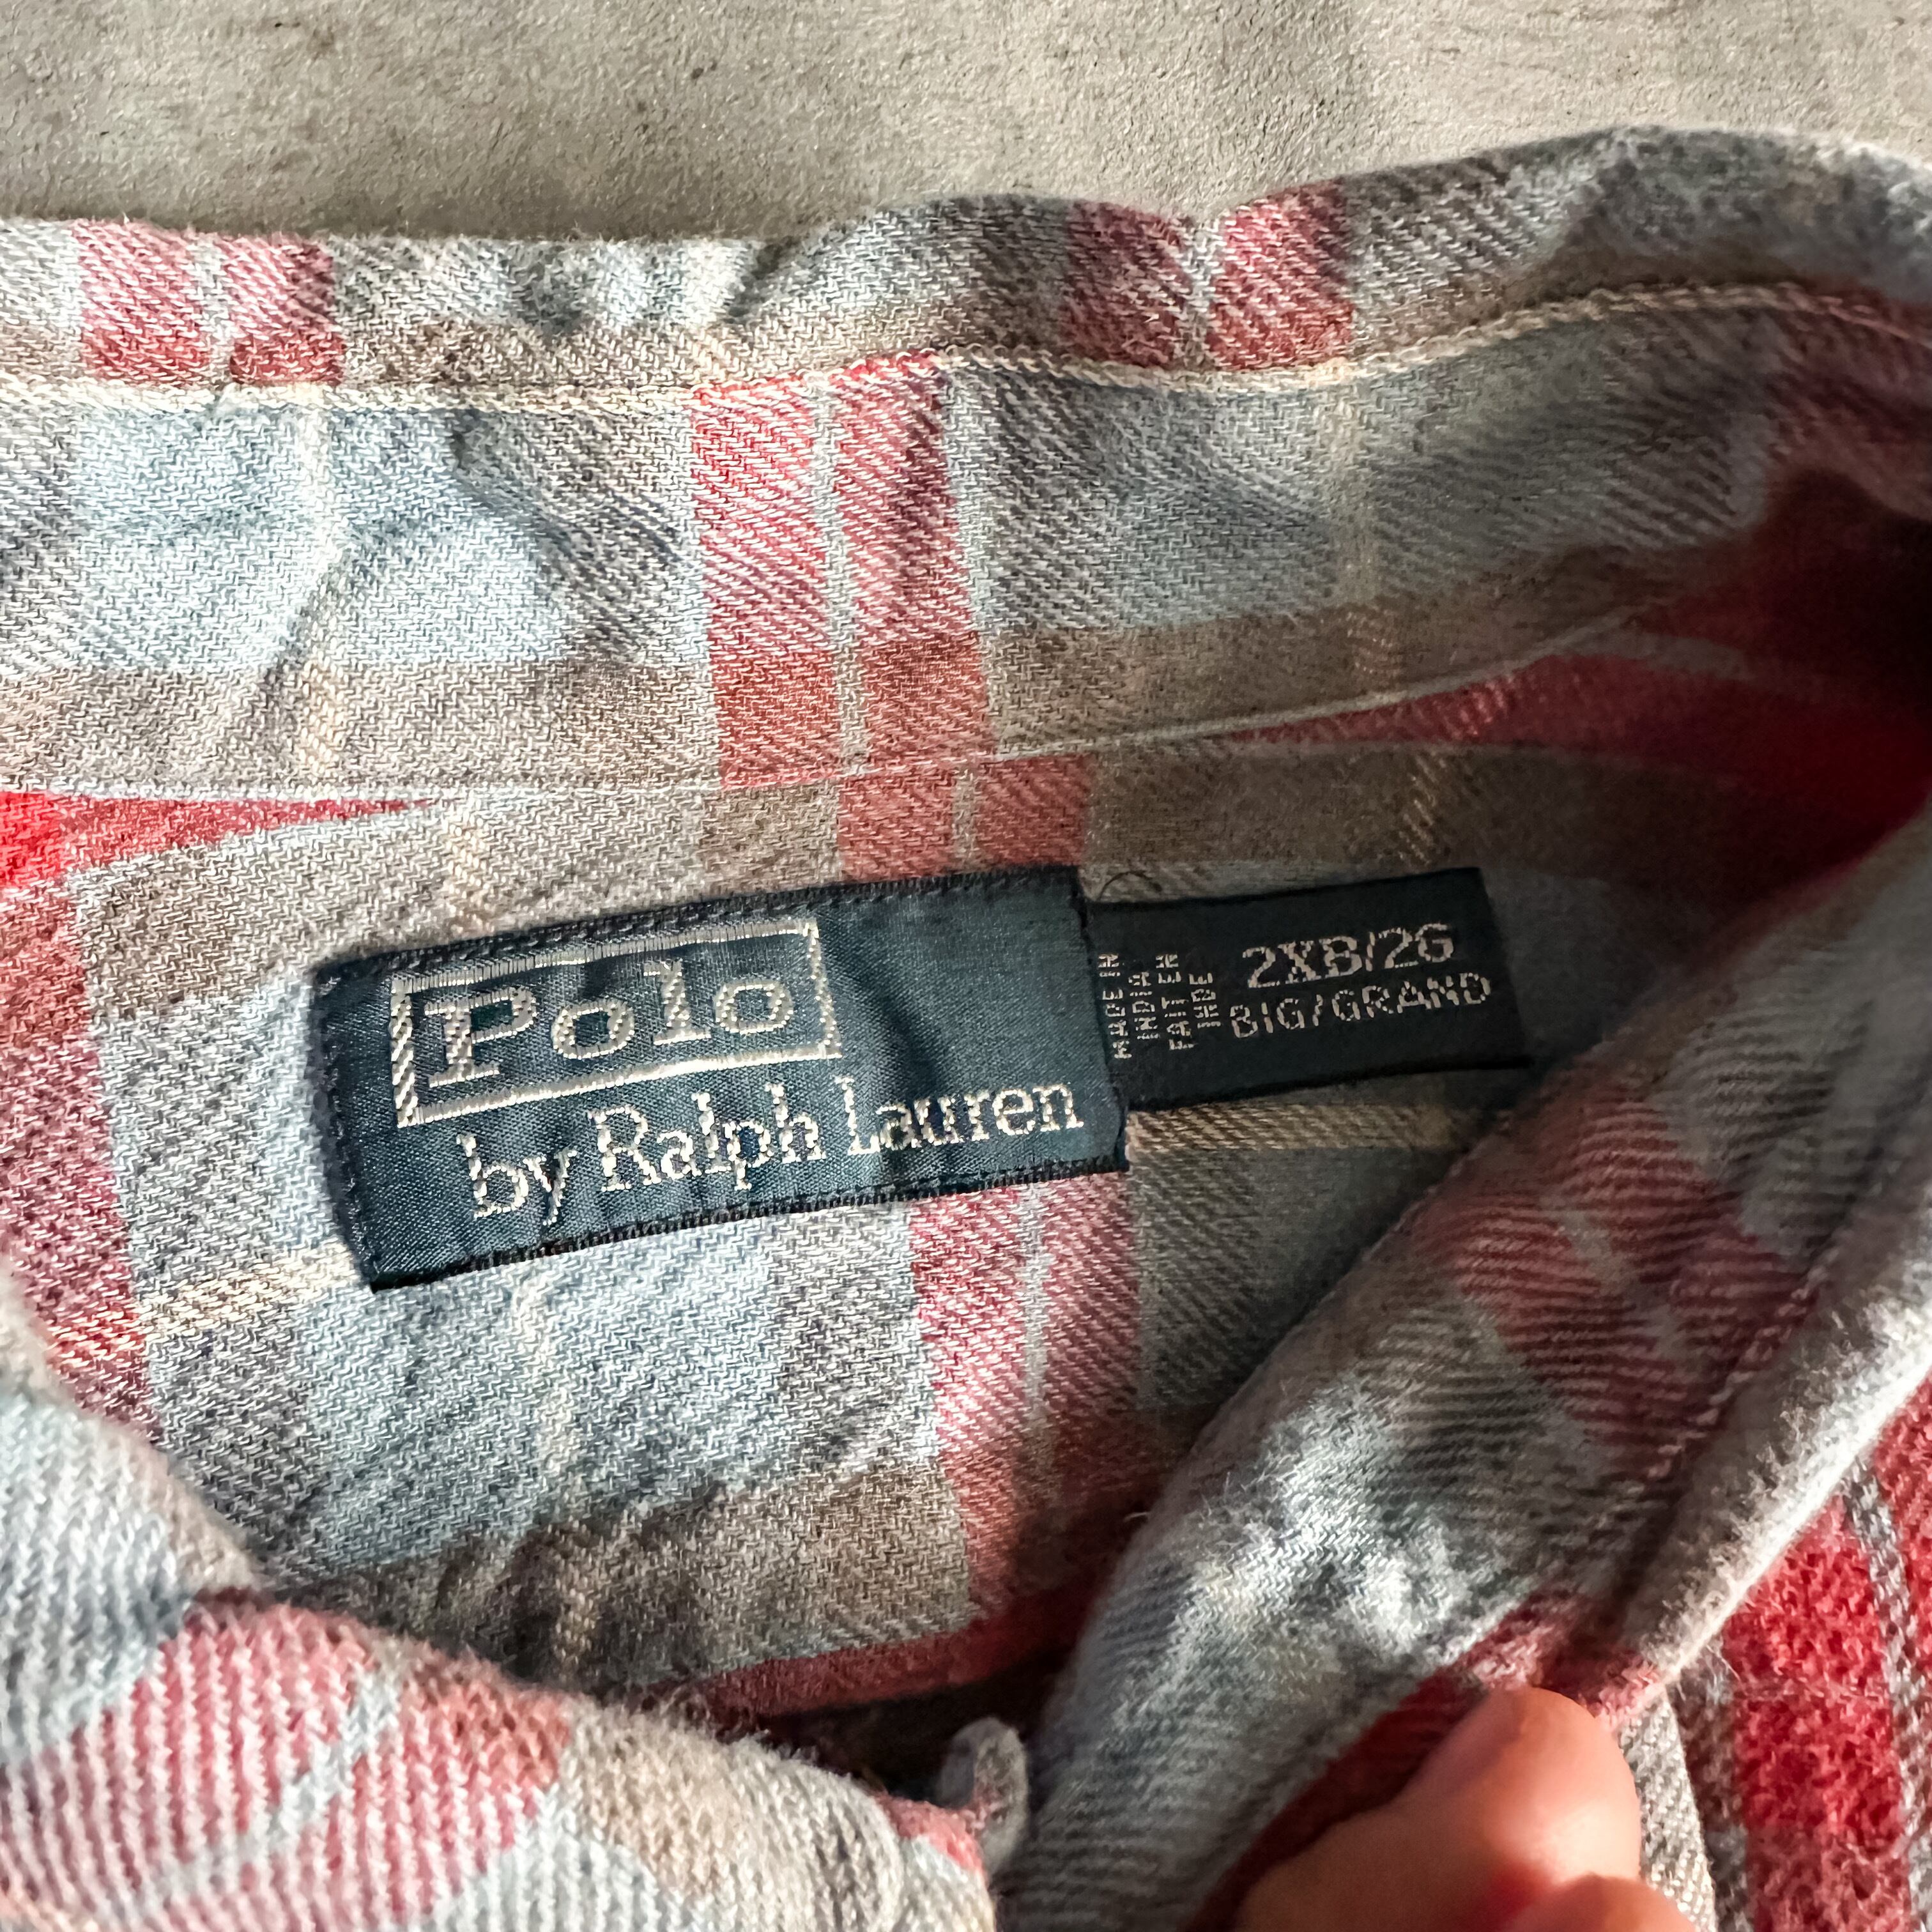 Polo
by Ralph Lauren
MADE IN
INDIA
FAIT EN
INDE
2XB/2G
BIG/GRAND